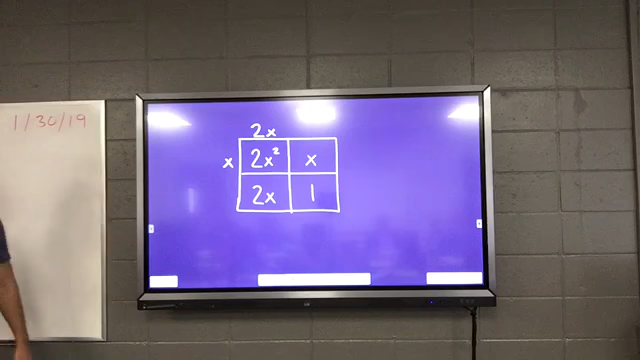 1/30/19
2x
x 2x² x
2x 1